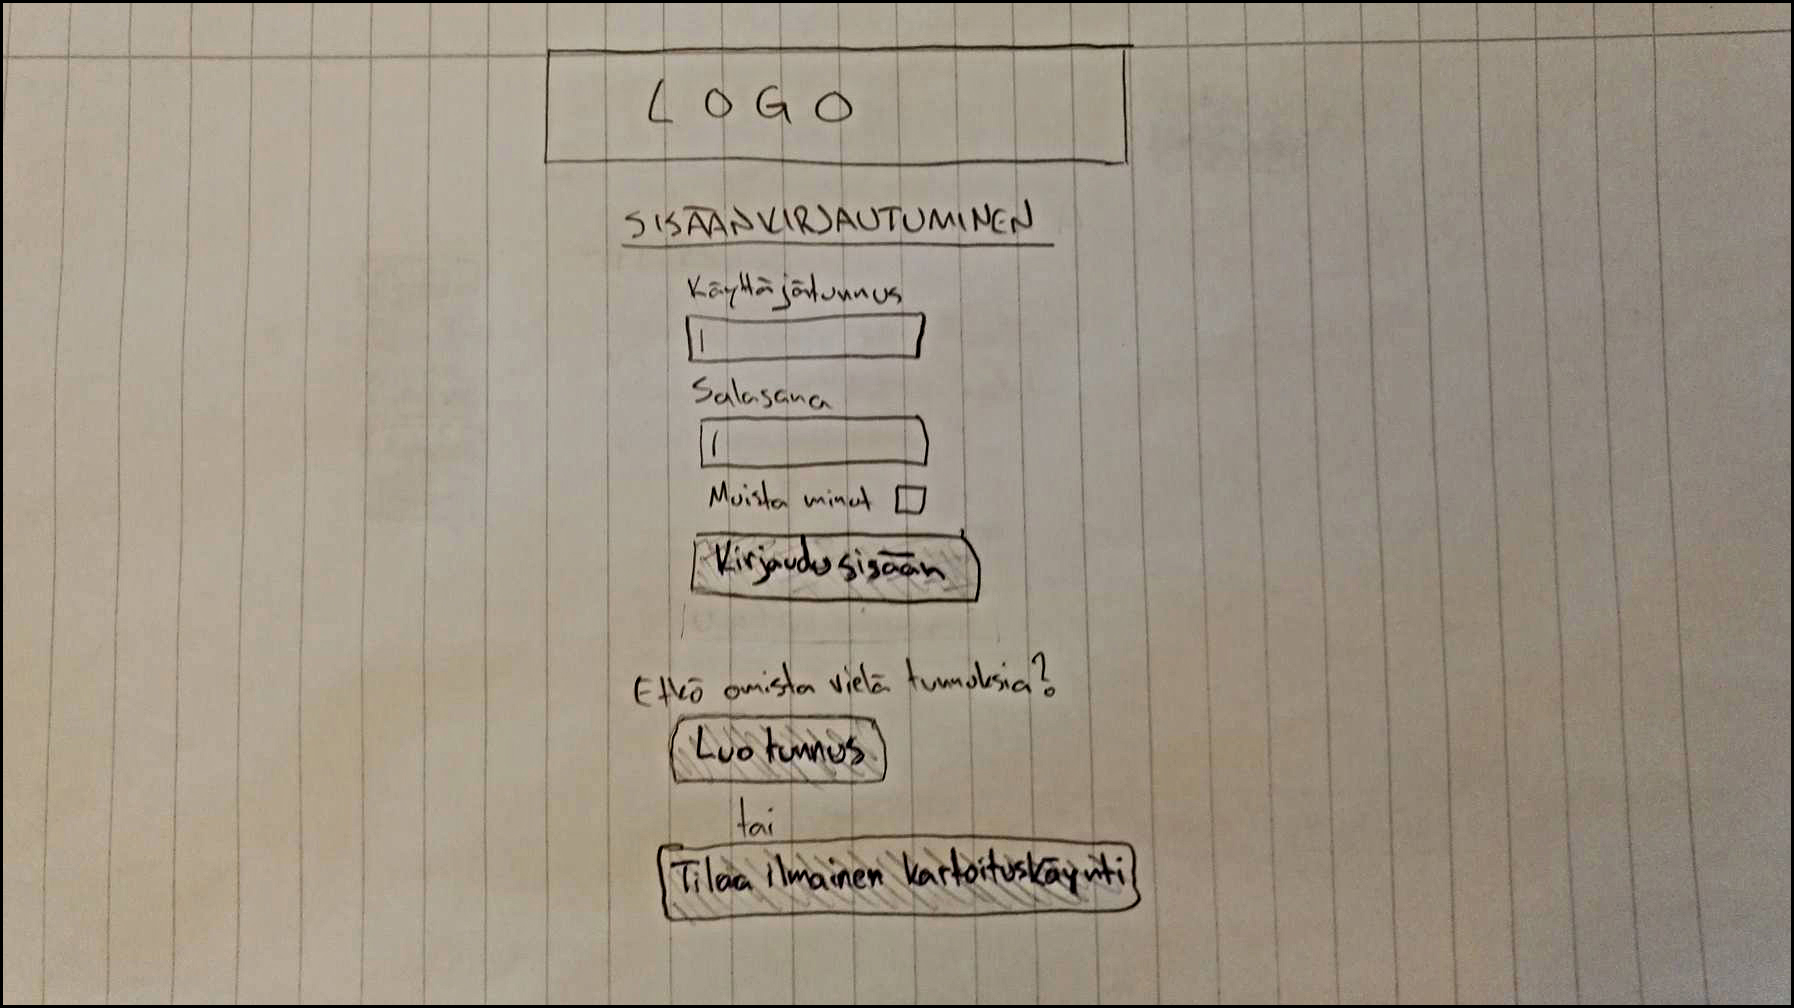 LOGO
SISÄÄNKIRJAUTUMINEN
Käyttäjätunnus
Salasana
Muista minut
Kirjaudu sisään
Etkö omista vielä tunnuksia?
Luo tunnus
tai
Tilaa ilmainen kartoituskäynti